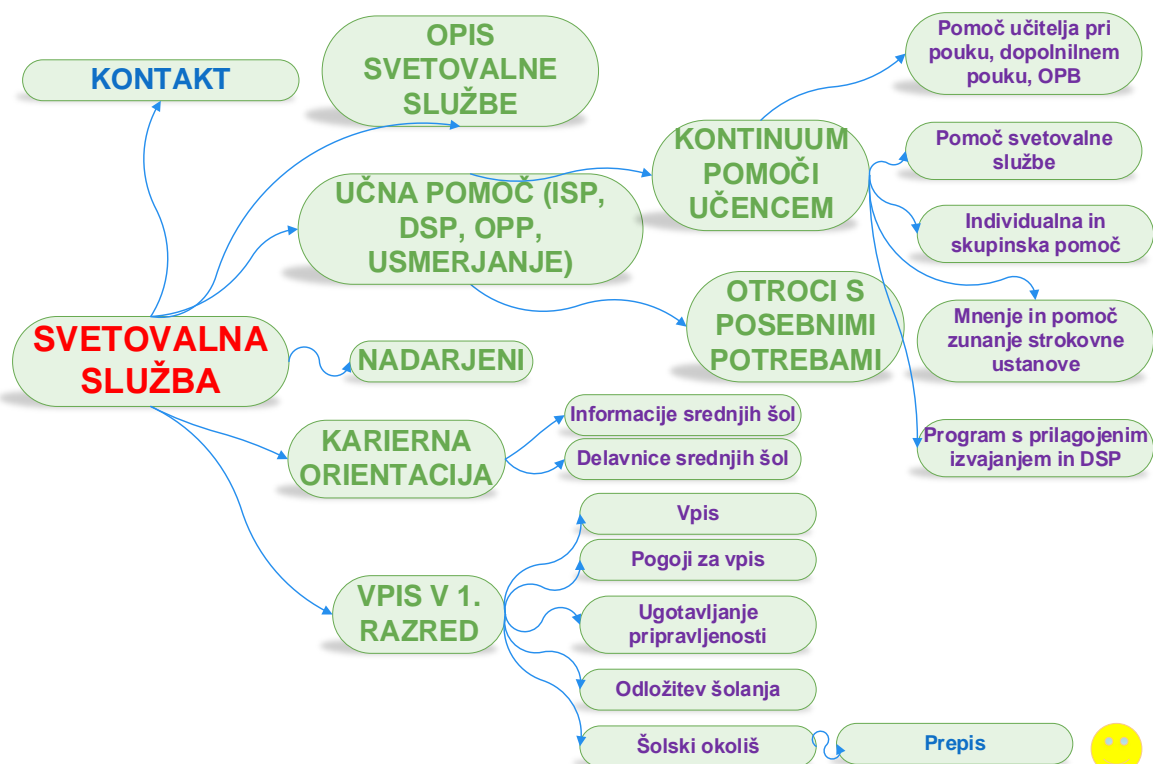 KONTAKT
OPIS
SVETOVALNE
SLUŽBE
UČNA POMOČ (ISP,
DSP, OPP,
USMERJANJE)
KONTINUUM
POMOČI
UČENCEM
Pomoč učitelja pri
pouku, dopolnilnem
pouku, OPB
Pomoč svetovalne
službe
Individualna in
skupinska pomoč
Mnenje in pomoč
zunanje strokovne
ustanove
Program s prilagojenim
izvajanjem in DSP
OTROCI S
POSEBNIMI
POTREBAMI
SVETOVALNA
SLUŽBA
NADARJENI
KARIERNA
ORIENTACIJA
Informacije srednjih šol
Delavnice srednjih šol
VPIS V 1.
RAZRED
Vpis
Pogoji za vpis
Ugotavljanje
pripravljenosti
Odložitev šolanja
Šolski okoliš
Prepis